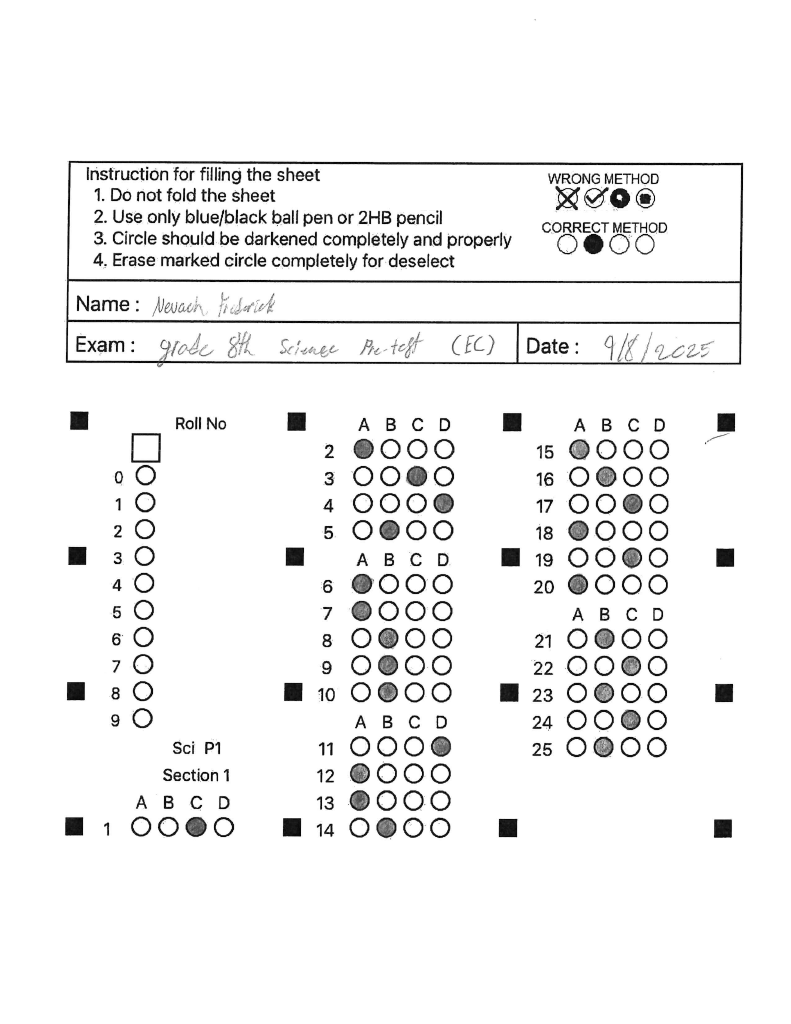 Instruction for filling the sheet
1. Do not fold the sheet
2. Use only blue/black ball pen or 2HB pencil
3. Circle should be darkened completely and properly
4. Erase marked circle completely for deselect
WRONG METHOD
CORRECT METHOD
Name : Nevaeh Frederick
Exam : grade 8th Science Pre-test (EC)
Date : 9/8/2025
Roll No
0
1
2
3
4
5
6
7
8
9
Sci P1
Section 1
A B C D
1
A B C D
2
3
4
5
A B C D
6
7
8
9
10
A B C D
11
12
13
14
A B C D
15
16
17
18
19
20
A B C D
21
22
23
24
25